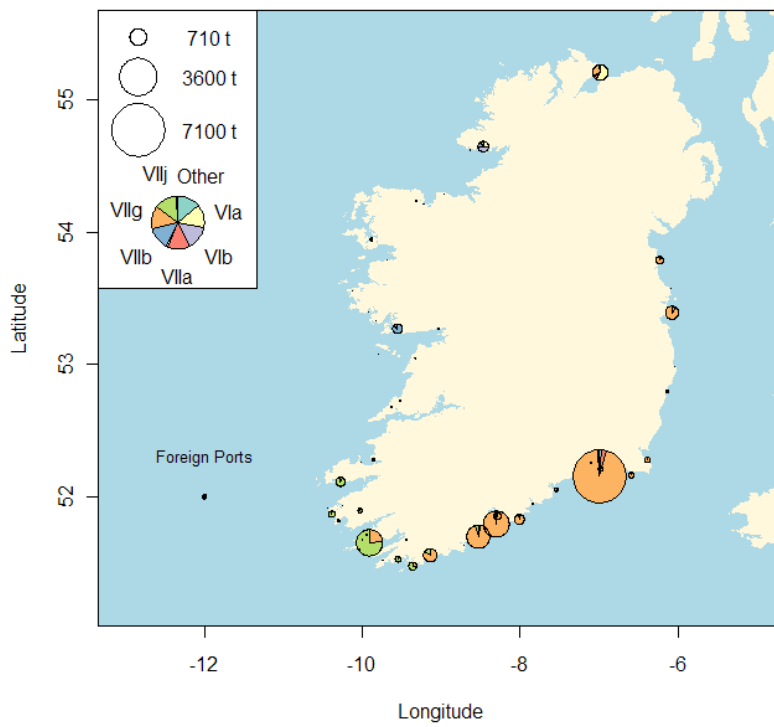 710 t
3600 t
7100 t
VIIj Other
VIIg VIa
VIIb VIb
VIIa
55
54
53
52
Latitude
Foreign Ports
-12 -10 -8 -6
Longitude